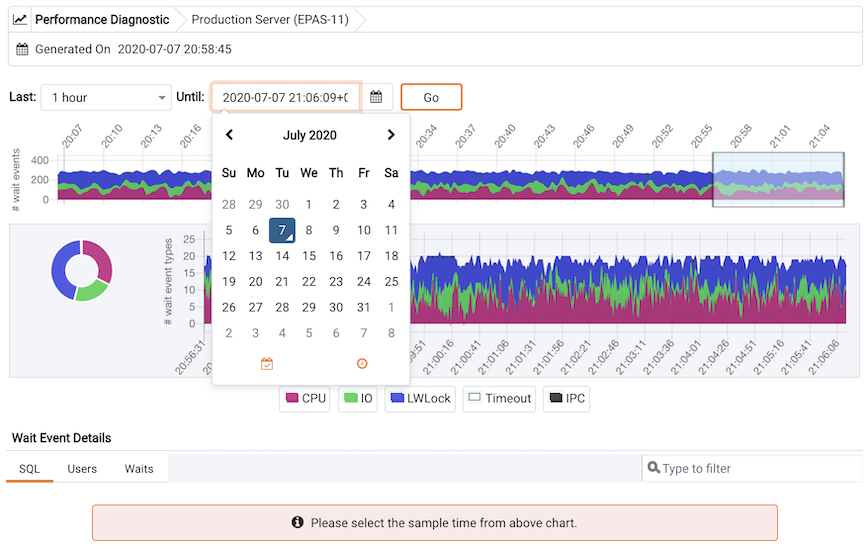 Performance Diagnostic Production Server (EPAS-11)
Generated On 2020-07-07 20:58:45
Last: 1 hour Until: 2020-07-07 21:06:09+0 Go
20:07 20:10 20:13 20:16 20:34 20:37 20:40 20:43 20:46 20:49 20:52 20:55 20:58 21:01 21:04
# wait events
400
200
0
July 2020
Su Mo Tu We Th Fr Sa
28 29 30 1 2 3 4
5 6 7 8 9 10 11
12 13 14 15 16 17 18
19 20 21 22 23 24 25
26 27 28 29 30 31 1
2 3 4 5 6 7 8
# wait event types
25
20
15
10
5
0
20:56:31 21:00:16 21:00:41 21:01:06 21:01:31 21:01:56 21:02:21 21:02:46 21:03:11 21:03:36 21:04:01 21:04:26 21:04:51 21:05:16 21:05:41 21:06:06
CPU IO LWLock Timeout IPC
Wait Event Details
SQL Users Waits Type to filter
Please select the sample time from above chart.